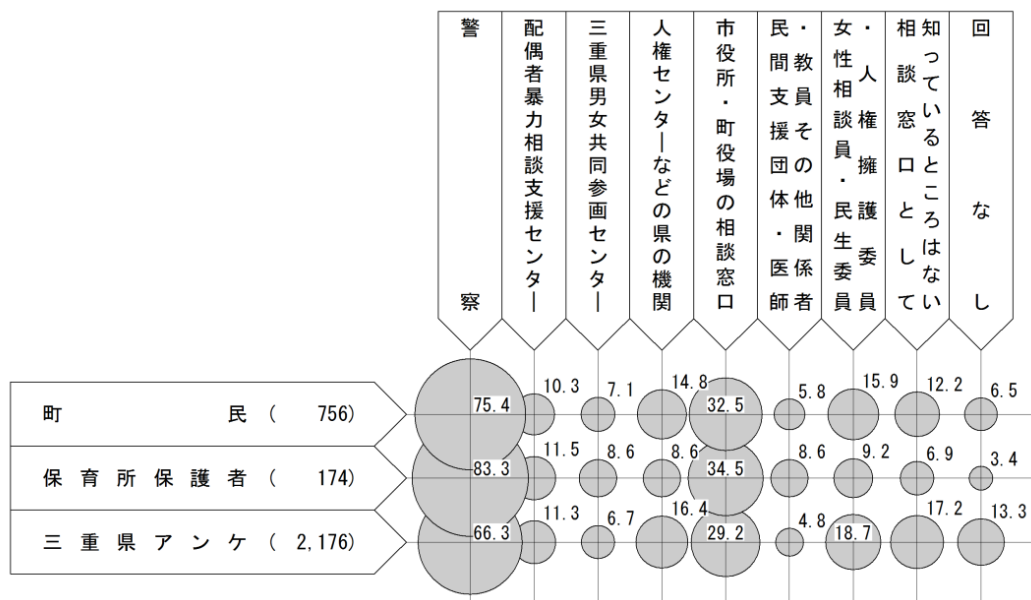 警察
配偶者暴力相談支援センター
三重県男女共同参画センター
人権センターなどの県の機関
市役所・町役場の相談窓口
民間支援団体・医師
・教員その他関係者
女性相談員・民生委員
・人権擁護委員
相談窓口として
知っているところはない
回答なし
町民( 756) 75.4 10.3 7.1 14.8 32.5 5.8 15.9 12.2 6.5
保育所保護者( 174) 83.3 11.5 8.6 8.6 34.5 8.6 9.2 6.9 3.4
三重県アンケ( 2,176) 66.3 11.3 6.7 16.4 29.2 4.8 18.7 17.2 13.3